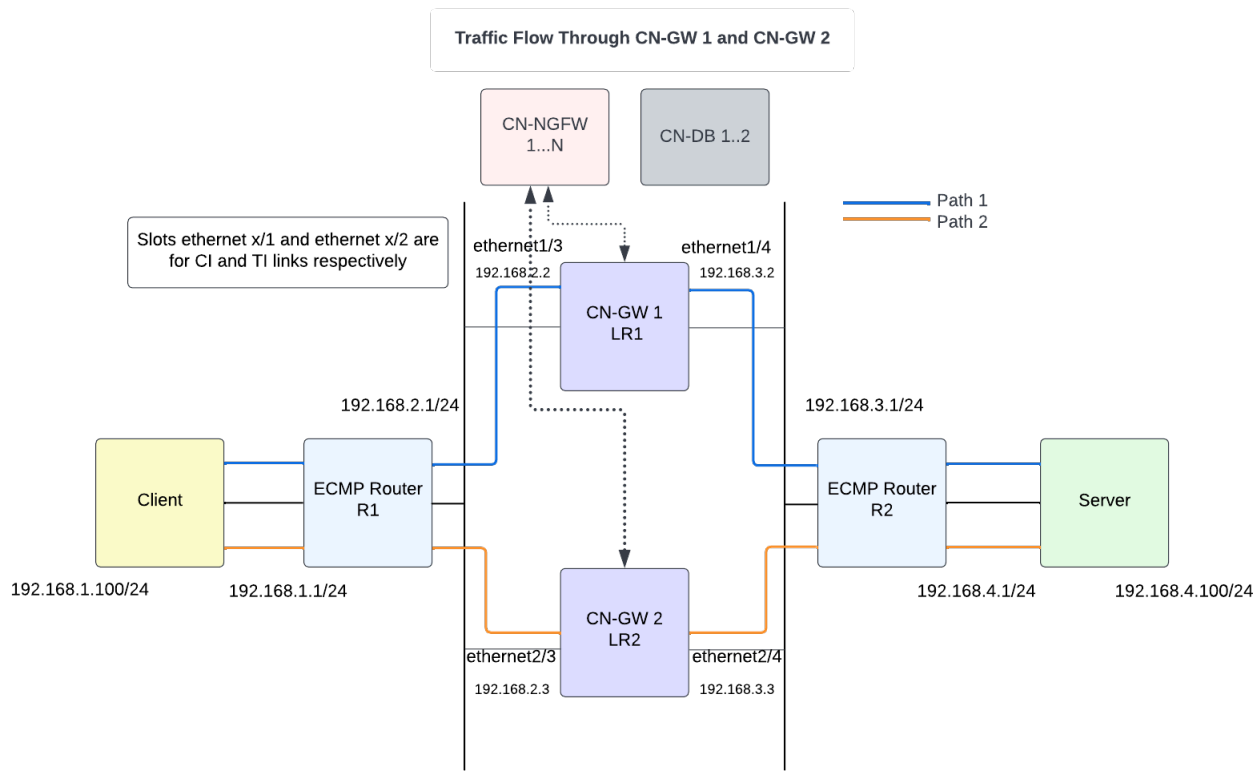 Traffic Flow Through CN-GW 1 and CN-GW 2
CN-NGFW
1...N
CN-DB 1..2
Path 1
Path 2
Slots ethernet x/1 and ethernet x/2 are
for CI and TI links respectively
ethernet1/3
ethernet1/4
192.168.2.2
192.168.3.2
CN-GW 1
LR1
192.168.2.1/24
192.168.3.1/24
Client
ECMP Router
R1
ECMP Router
R2
Server
192.168.1.100/24
192.168.1.1/24
192.168.4.1/24
192.168.4.100/24
CN-GW 2
LR2
ethernet2/3
ethernet2/4
192.168.2.3
192.168.3.3